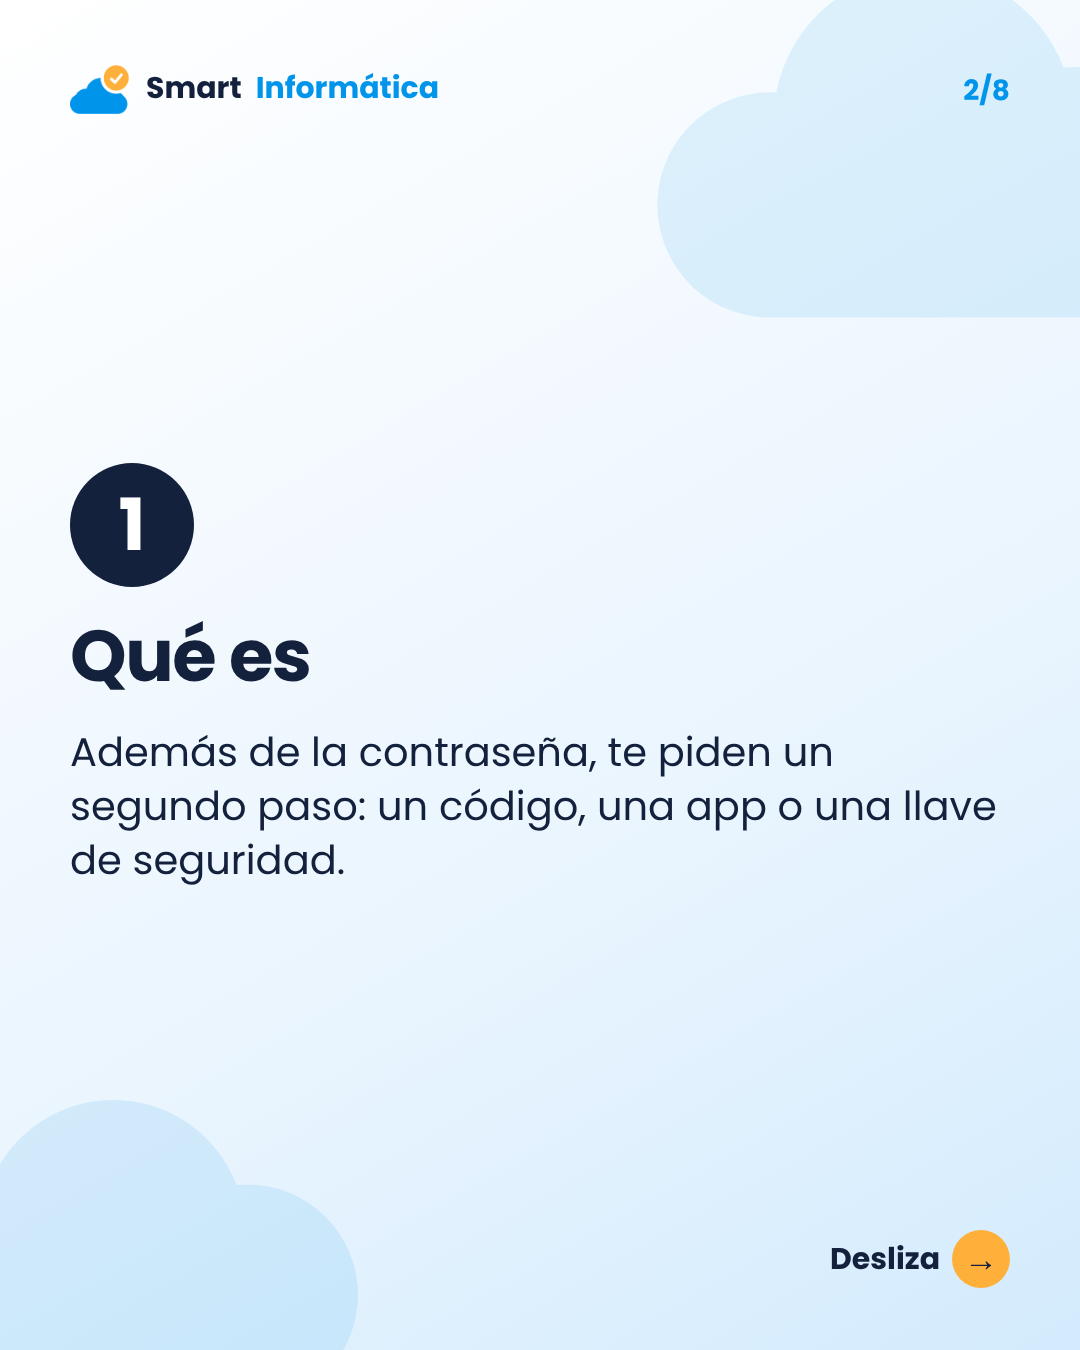 Smart Informática
2/8
1
Qué es
Además de la contraseña, te piden un
segundo paso: un código, una app o una llave
de seguridad.
Desliza →